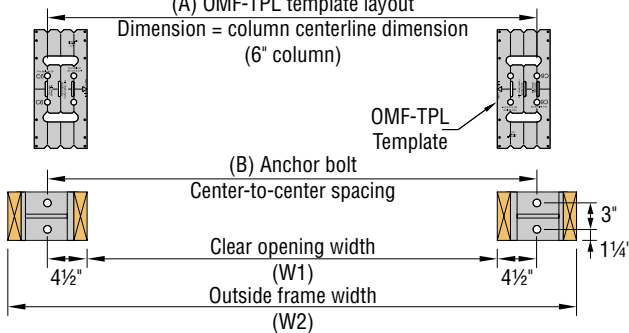 (A) OMF-TPL template layout
Dimension = column centerline dimension
(6" column)
OMF-TPL
Template
(B) Anchor bolt
Center-to-center spacing
3"
1¼"
Clear opening width
(W1)
4½"
4½"
Outside frame width
(W2)